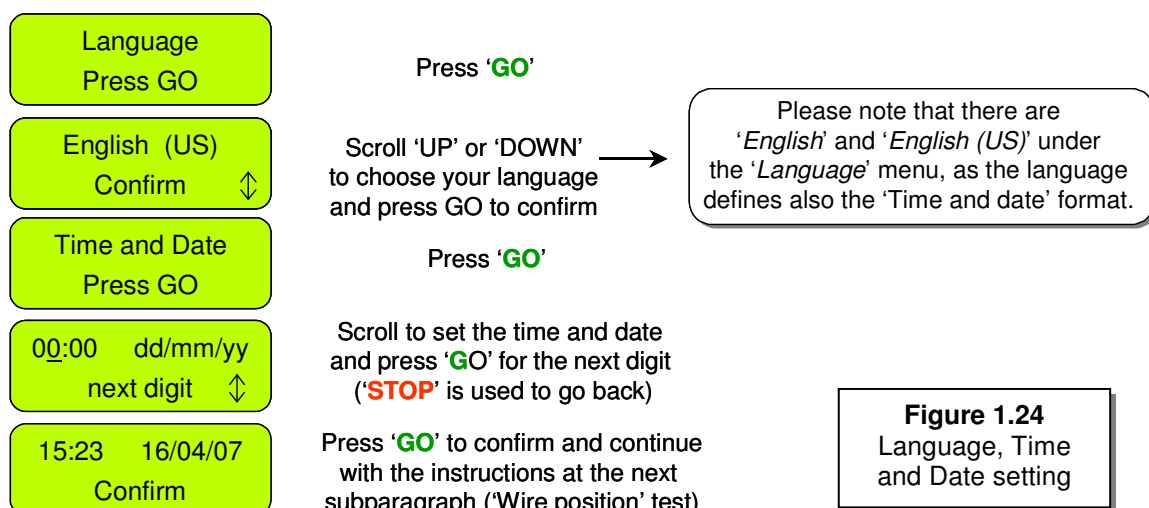 Language
Press GO
Press ‘GO’
English (US)
Confirm
Scroll ‘UP’ or ‘DOWN’
to choose your language
and press GO to confirm
Please note that there are
‘English’ and ‘English (US)’ under
the ‘Language’ menu, as the language
defines also the ‘Time and date’ format.
Time and Date
Press GO
Press ‘GO’
00:00 dd/mm/yy
next digit
Scroll to set the time and date
and press ‘GO’ for the next digit
(‘STOP’ is used to go back)
15:23 16/04/07
Confirm
Press ‘GO’ to confirm and continue
with the instructions at the next
subparagraph (‘Wire position’ test)
Figure 1.24
Language, Time
and Date setting